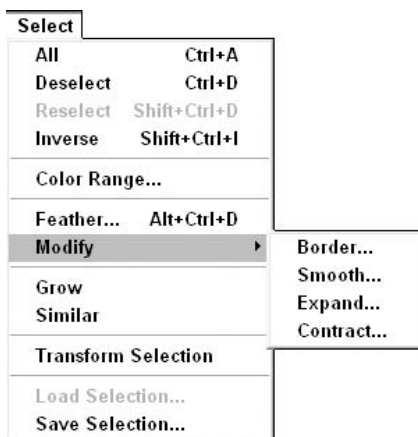 Select
All Ctrl+A
Deselect Ctrl+D
Reselect Shift+Ctrl+D
Inverse Shift+Ctrl+I
Color Range...
Feather... Alt+Ctrl+D
Modify
Border...
Smooth...
Expand...
Contract...
Grow
Similar
Transform Selection
Load Selection...
Save Selection...